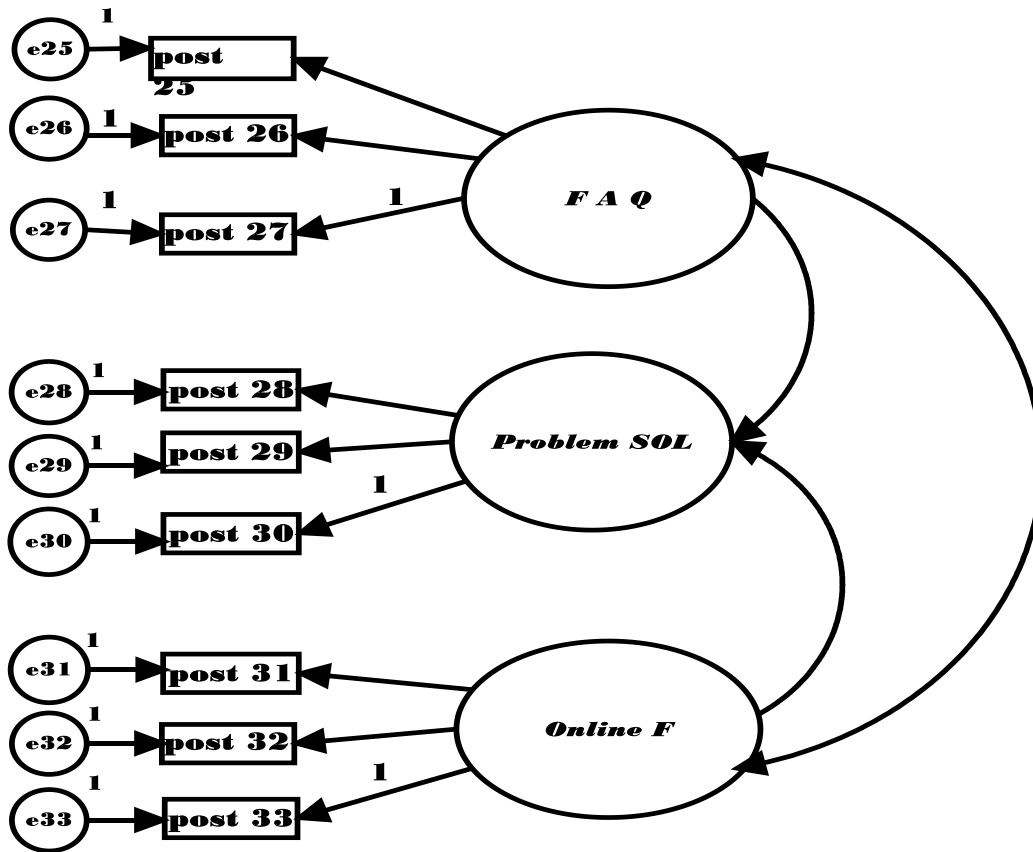 1
e25
post
25
e26
1
post 26
1
e27
1
post 27
F A Q
1
e28
post 28
1
e29
post 29
Problem SOL
1
1
e30
post 30
1
e31
post 31
1
e32
post 32
Online F
1
1
e33
post 33